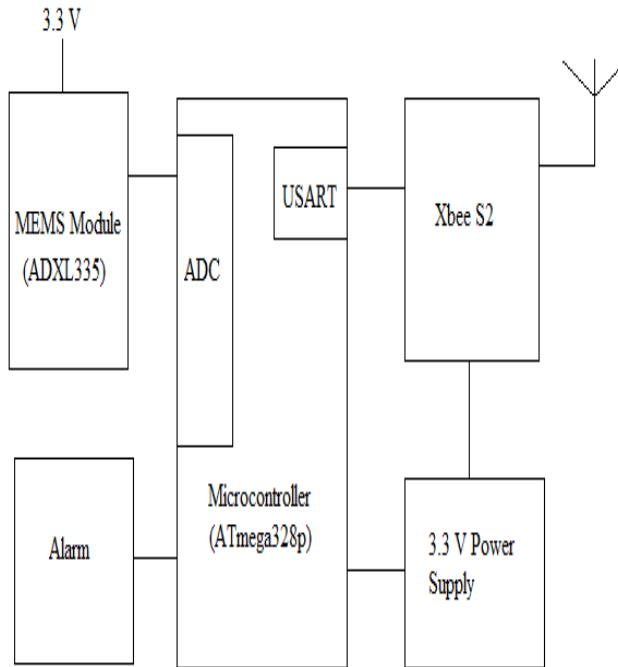 3.3 V
MEMS Module
(ADXL335)
ADC
USART
Xbee S2
Microcontroller
(ATmega328p)
Alarm
3.3 V Power
Supply